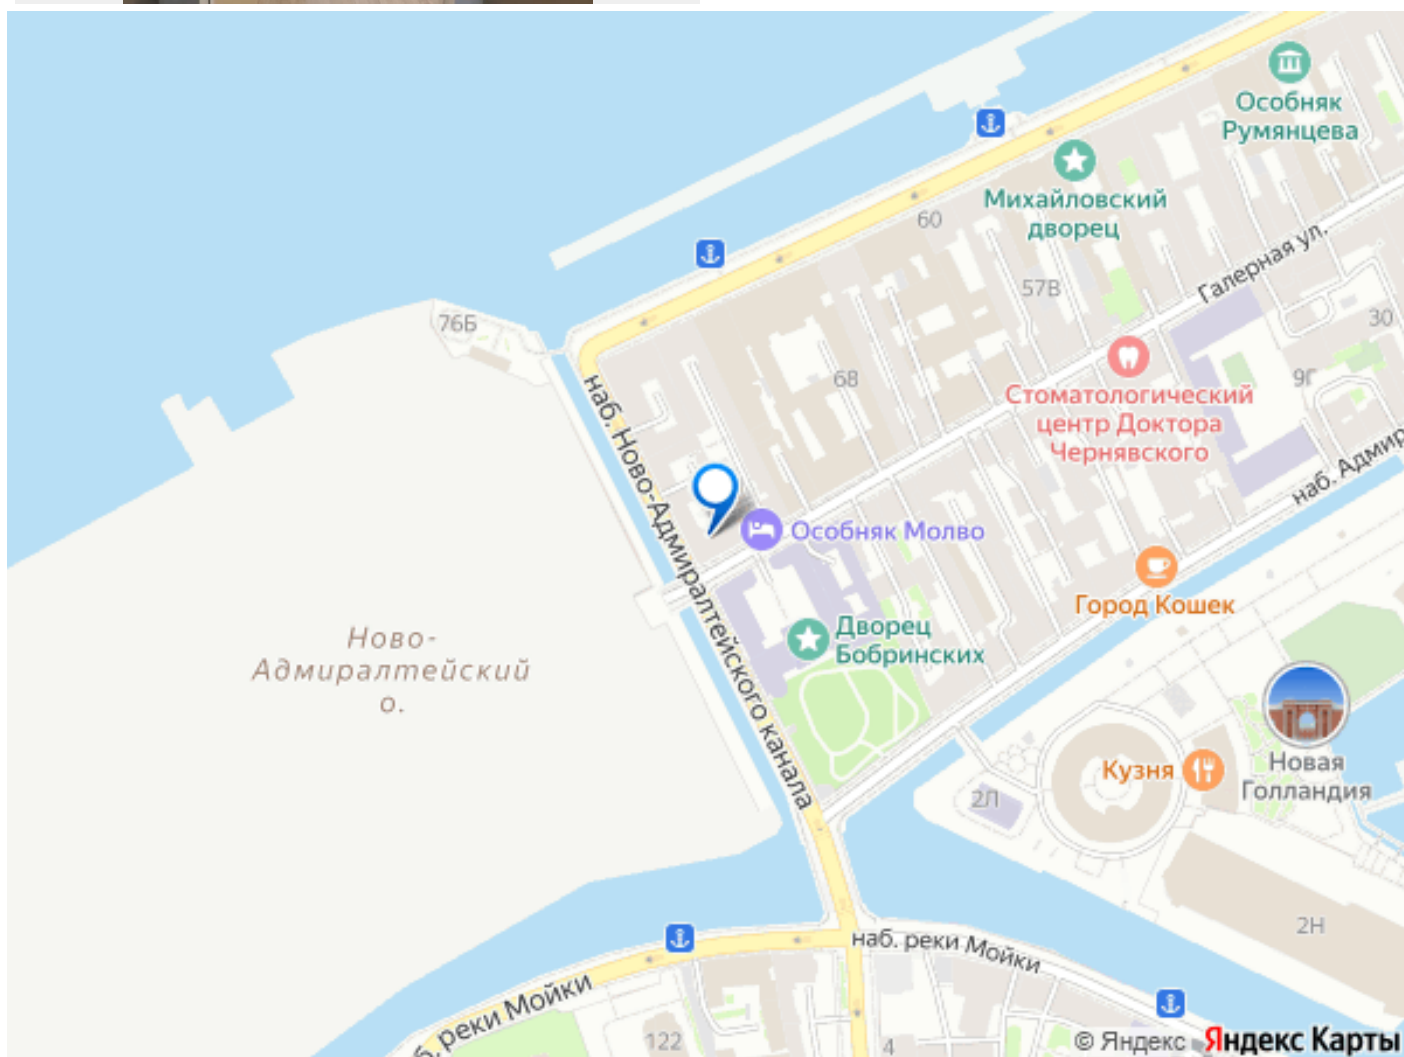 Особняк
Румянцева
Михайловский
дворец
60
Галерная ул.
57В
30
76Б
68
9Г
Стоматологический
центр Доктора
Чернявского
наб. Адмир
наб. Ново-Адмиралтейского канала
Особняк Молво
Город Кошек
Дворец
Бобринских
Ново-
Адмиралтейский
о.
Кузня
Новая
Голландия
2Л
2Н
наб. реки Мойки
б. реки Мойки
122
4
© Яндекс Яндекс Карты